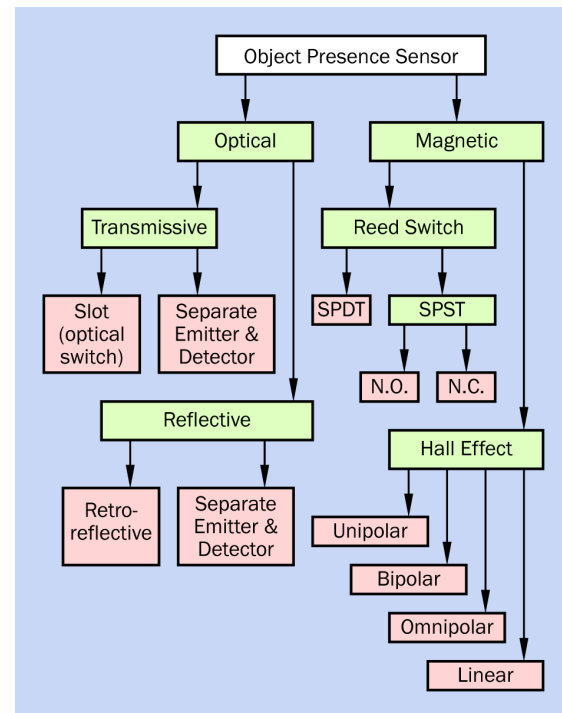 Object Presence Sensor
Optical
Magnetic
Transmissive
Reed Switch
Slot
(optical
switch)
Separate
Emitter &
Detector
SPDT
SPST
N.O.
N.C.
Reflective
Hall Effect
Retro-
reflective
Separate
Emitter &
Detector
Unipolar
Bipolar
Omnipolar
Linear